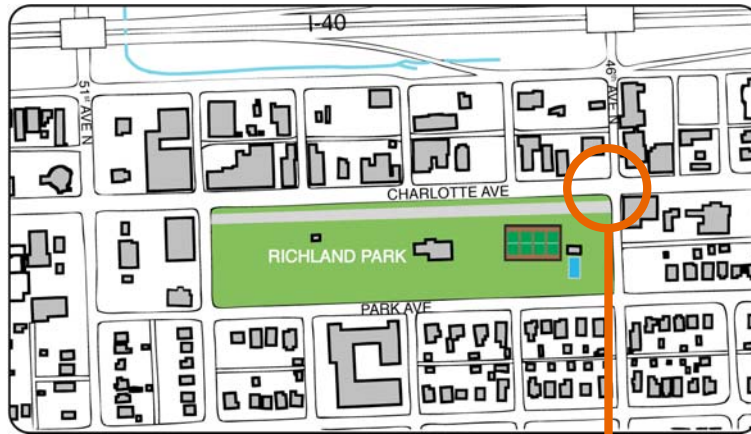 I-40
51st AVE N
46th AVE N
CHARLOTTE AVE
RICHLAND PARK
PARK AVE